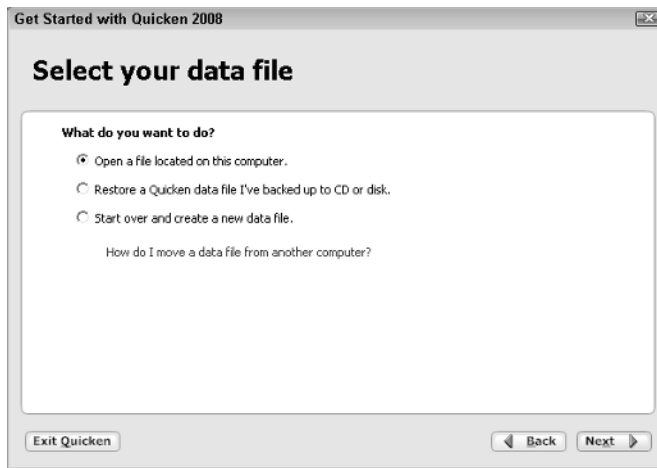 Get Started with Quicken 2008
Select your data file
What do you want to do?
Open a file located on this computer.
Restore a Quicken data file I've backed up to CD or disk.
Start over and create a new data file.
How do I move a data file from another computer?
Exit Quicken
Back
Next